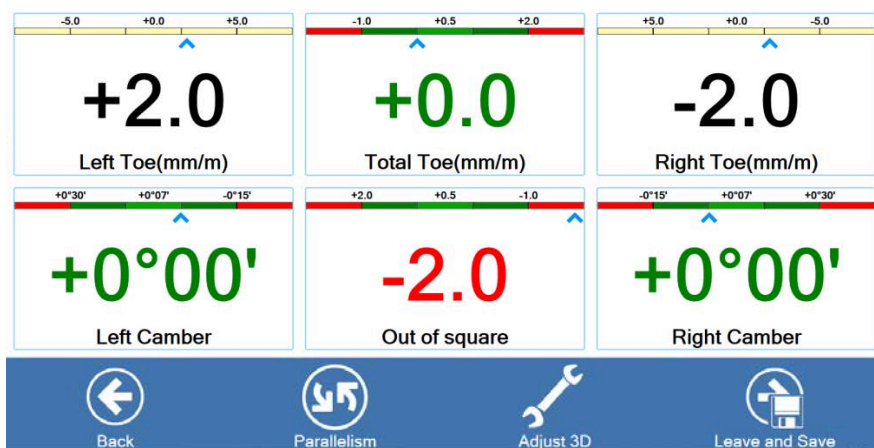 -5.0 +0.0 +5.0
+2.0
Left Toe(mm/m)
-1.0 +0.5 +2.0
+0.0
Total Toe(mm/m)
+5.0 +0.0 -5.0
-2.0
Right Toe(mm/m)
+0°30' +0°07' -0°15'
+0°00'
Left Camber
+2.0 +0.5 -1.0
-2.0
Out of square
-0°15' +0°07' +0°30'
+0°00'
Right Camber
Back
Parallelism
Adjust 3D
Leave and Save